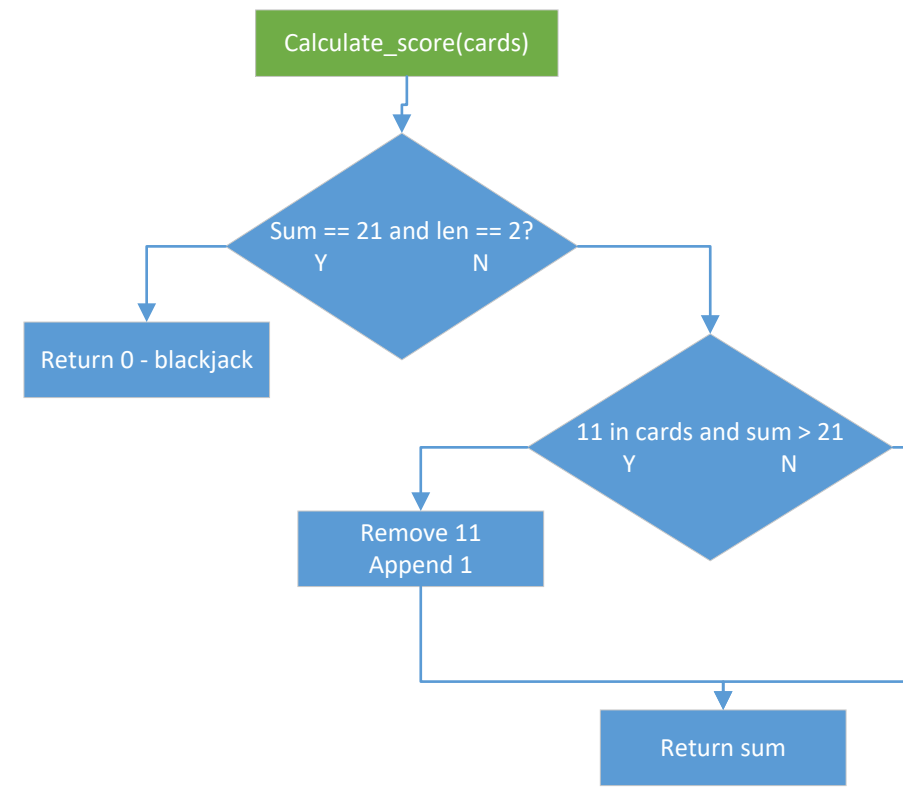 Calculate_score(cards)
Sum == 21 and len == 2?
Y N
Return 0 - blackjack
11 in cards and sum > 21
Y N
Remove 11
Append 1
Return sum